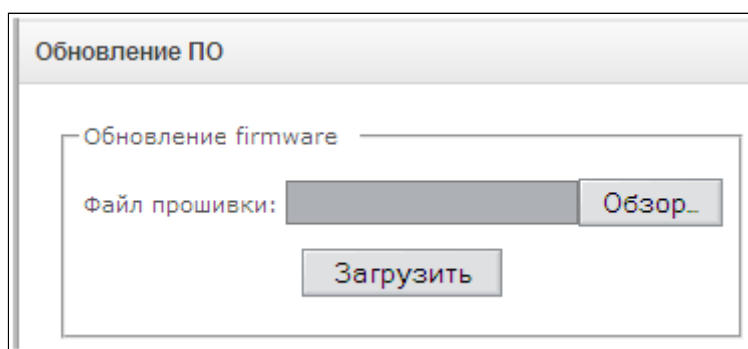 Обновление ПО
Обновление firmware
Файл прошивки: Обзор...
Загрузить